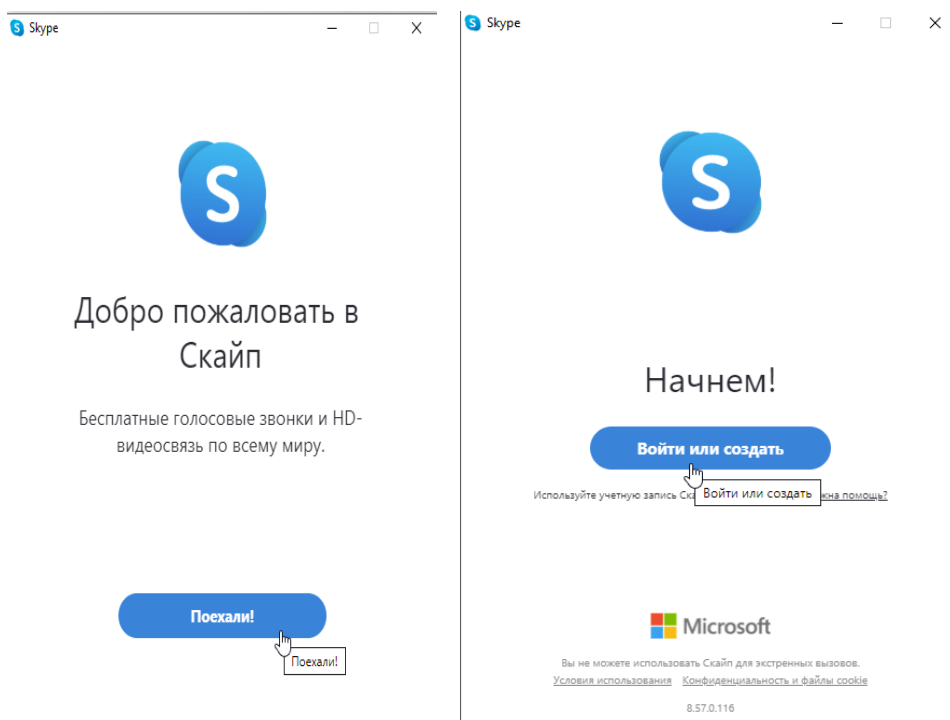 Skype
Добро пожаловать в
Скайп
Бесплатные голосовые звонки и HD-
видеосвязь по всему миру.
Поехали!
Поехали!
Skype
Начнем!
Войти или создать
Войти или создать
Используйте учетную запись жна помощь?
Microsoft
Вы не можете использовать Скайп для экстренных вызовов.
Условия использования Конфиденциальность и файлы cookie
8.57.0.116